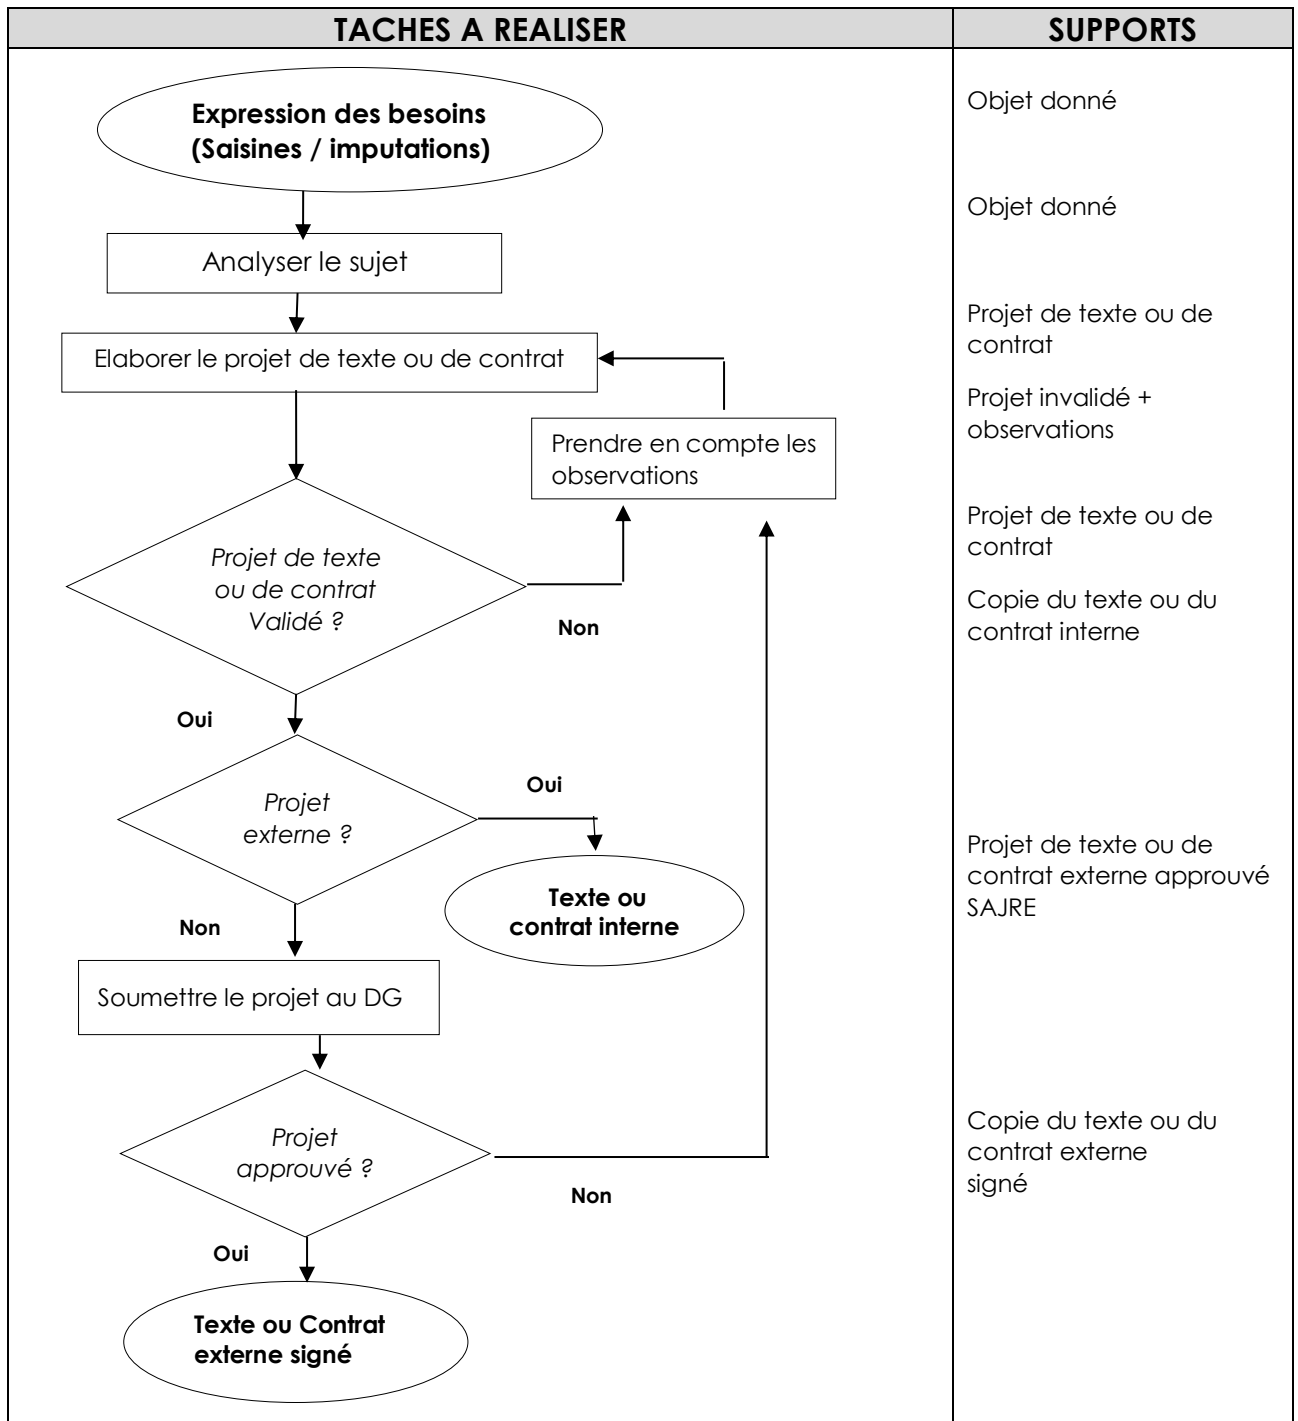 TACHES A REALISER
SUPPORTS
Expression des besoins
(Saisines / imputations)
Analyser le sujet
Elaborer le projet de texte ou de contrat
Prendre en compte les
observations
Projet de texte
ou de contrat
Validé ?
Non
Oui
Projet
externe ?
Oui
Texte ou
contrat interne
Non
Soumettre le projet au DG
Projet
approuvé ?
Non
Oui
Texte ou Contrat
externe signé
Objet donné
Objet donné
Projet de texte ou de
contrat
Projet invalidé +
observations
Projet de texte ou de
contrat
Copie du texte ou du
contrat interne
Projet de texte ou de
contrat externe approuvé
SAJRE
Copie du texte ou du
contrat externe
signé